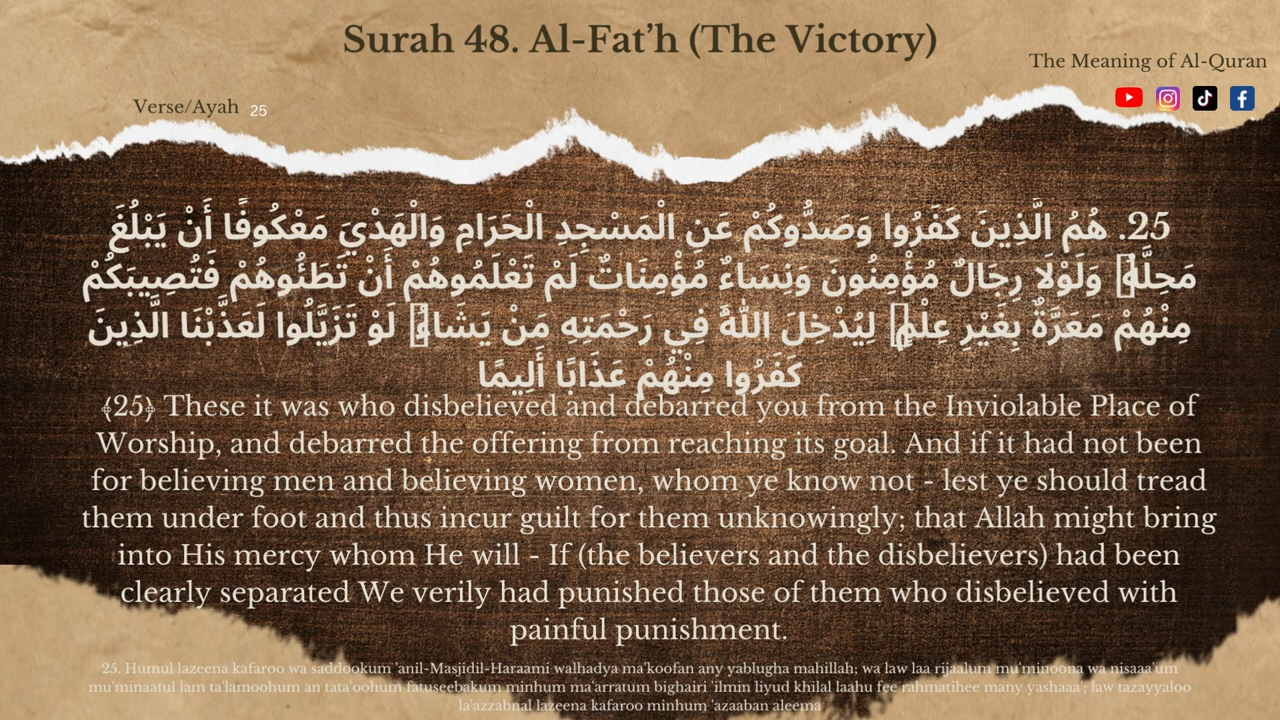 Surah 48. Al-Fat’h (The Victory)
The Meaning of Al-Quran
Verse/Ayah 25
25. هُمُ الَّذِينَ كَفَرُوا وَصَدُّوكُمْ عَنِ الْمَسْجِدِ الْحَرَامِ وَالْهَدْيَ مَعْكُوفًا أَنْ يَبْلُغَ
مَحِلَّهُ وَلَوْلَا رِجَالٌ مُؤْمِنُونَ وَنِسَاءٌ مُؤْمِنَاتٌ لَمْ تَعْلَمُوهُمْ أَنْ تَطَئُوهُمْ فَتُصِيبَكُمْ
مِنْهُمْ مَعَرَّةٌ بِغَيْرِ عِلْمٍ لِيُدْخِلَ اللَّهُ فِي رَحْمَتِهِ مَنْ يَشَاءُ لَوْ تَزَيَّلُوا لَعَذَّبْنَا الَّذِينَ
كَفَرُوا مِنْهُمْ عَذَابًا أَلِيمًا
﴾25﴿ These it was who disbelieved and debarred you from the Inviolable Place of
Worship, and debarred the offering from reaching its goal. And if it had not been
for believing men and believing women, whom ye know not - lest ye should tread
them under foot and thus incur guilt for them unknowingly; that Allah might bring
into His mercy whom He will - If (the believers and the disbelievers) had been
clearly separated We verily had punished those of them who disbelieved with
painful punishment.
25. Humul lazeena kafaroo wa saddookum 'anil-Masjidil-Haraami walhadya ma'koofan any yablugha mahillah; wa law laa rijaalum mu'minoona wa nisaaa'um
mu'minaatul lam ta'lamoohum an tata'oohum fatuseebakum minhum ma'arratum bighairi 'ilmin liyud khilal laahu fee rahmatihee many yashaaa'; law tazayyaloo
la'azzabnal lazeena kafaroo minhum 'azaaban aleema